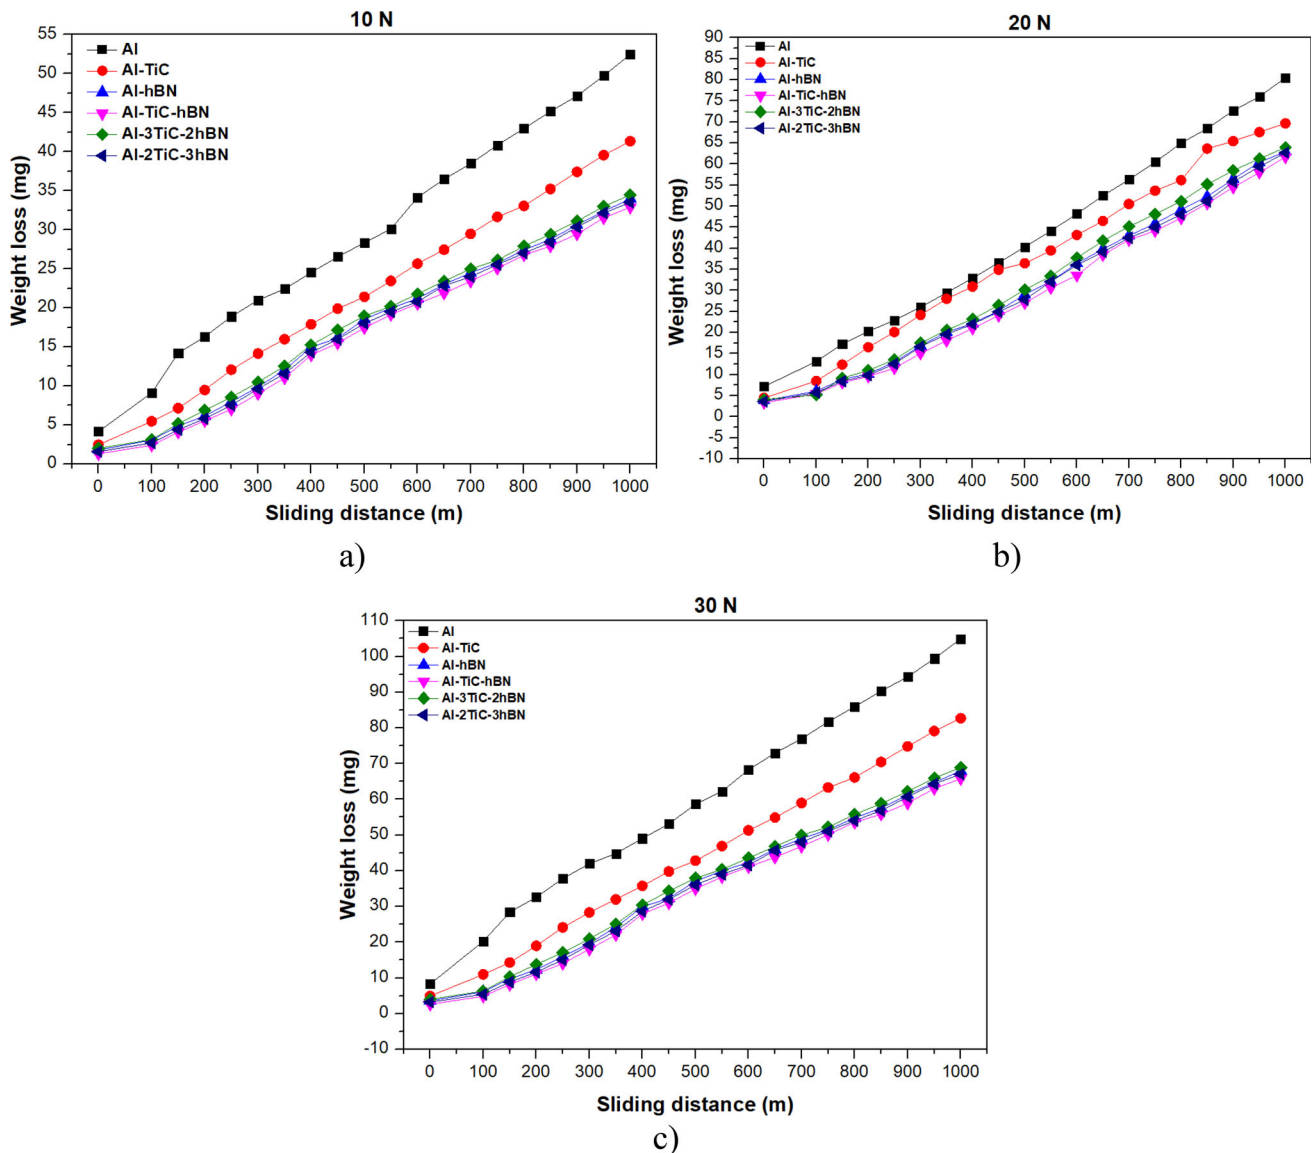 10 N
55
50
45
40
35
30
25
20
15
10
5
0
Weight loss (mg)
Al
Al-TiC
Al-hBN
Al-TiC-hBN
Al-3TiC-2hBN
Al-2TiC-3hBN
0 100 200 300 400 500 600 700 800 900 1000
Sliding distance (m)
a)
20 N
90
85
80
75
70
65
60
55
50
45
40
35
30
25
20
15
10
5
0
-5
-10
Weight loss (mg)
Al
Al-TiC
Al-hBN
Al-TiC-hBN
Al-3TiC-2hBN
Al-2TiC-3hBN
0 100 200 300 400 500 600 700 800 900 1000
Sliding distance (m)
b)
30 N
110
100
90
80
70
60
50
40
30
20
10
0
-10
Weight loss (mg)
Al
Al-TiC
Al-hBN
Al-TiC-hBN
Al-3TiC-2hBN
Al-2TiC-3hBN
0 100 200 300 400 500 600 700 800 900 1000
Sliding distance (m)
c)